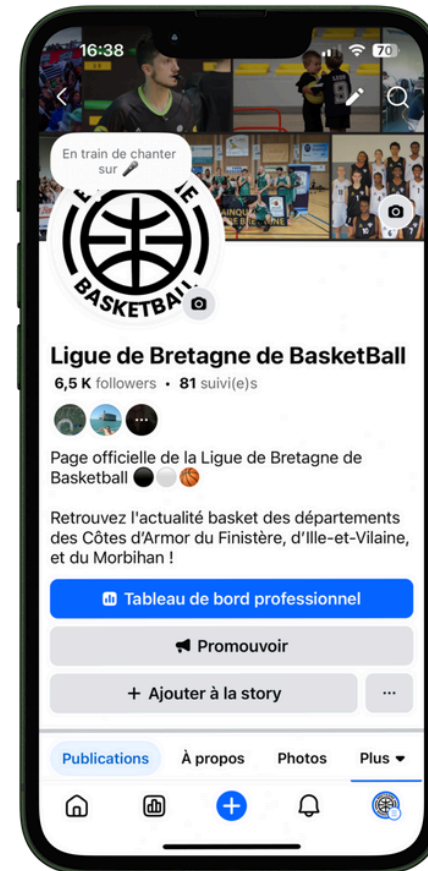 16:38
70
En train de chanter
sur 🎤
BASKETBALL
Ligue de Bretagne de BasketBall
6,5 K followers • 81 suivi(e)s
Page officielle de la Ligue de Bretagne de
Basketball ⚫⚪🏀
Retrouvez l'actualité basket des départements
des Côtes d'Armor du Finistère, d'Ille-et-Vilaine,
et du Morbihan !
Tableau de bord professionnel
Promouvoir
+ Ajouter à la story
...
Publications
À propos
Photos
Plus